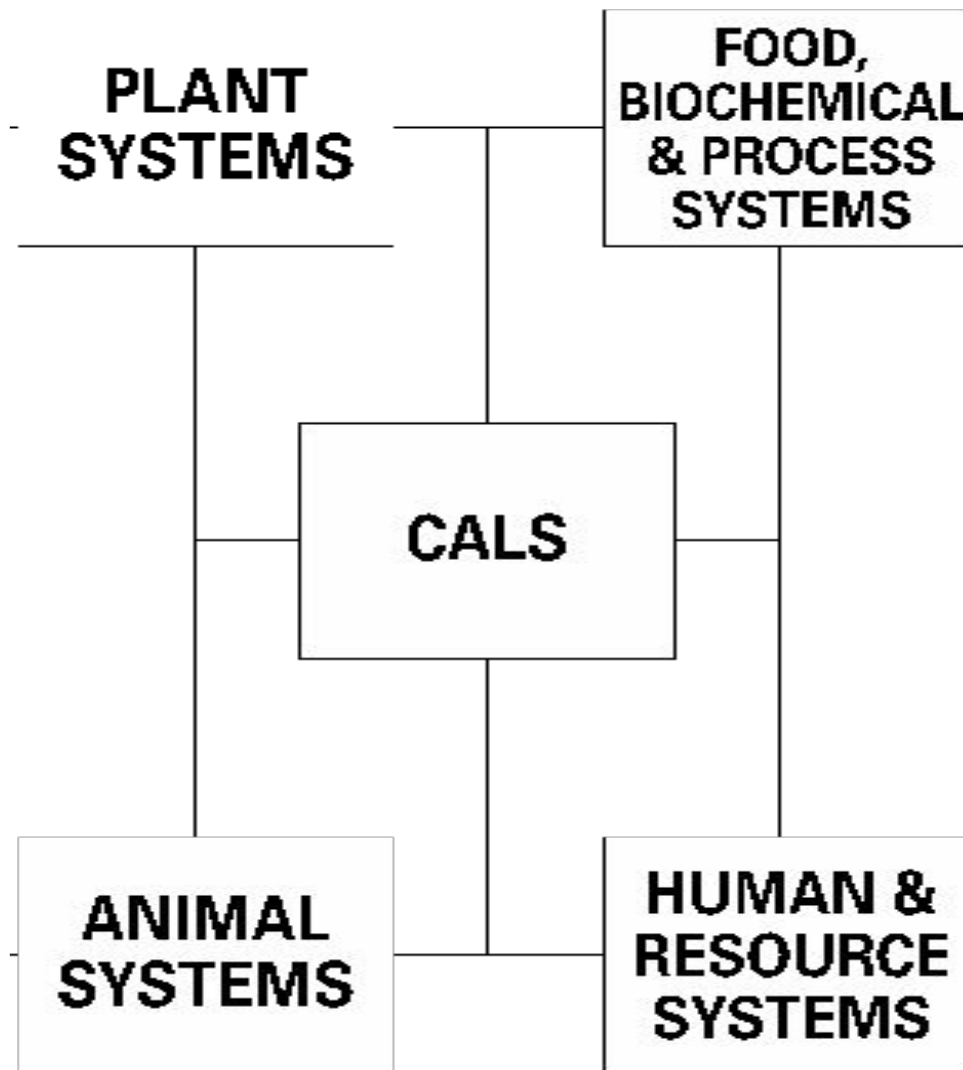 PLANT
SYSTEMS
FOOD,
BIOCHEMICAL
& PROCESS
SYSTEMS
CALS
ANIMAL
SYSTEMS
HUMAN &
RESOURCE
SYSTEMS